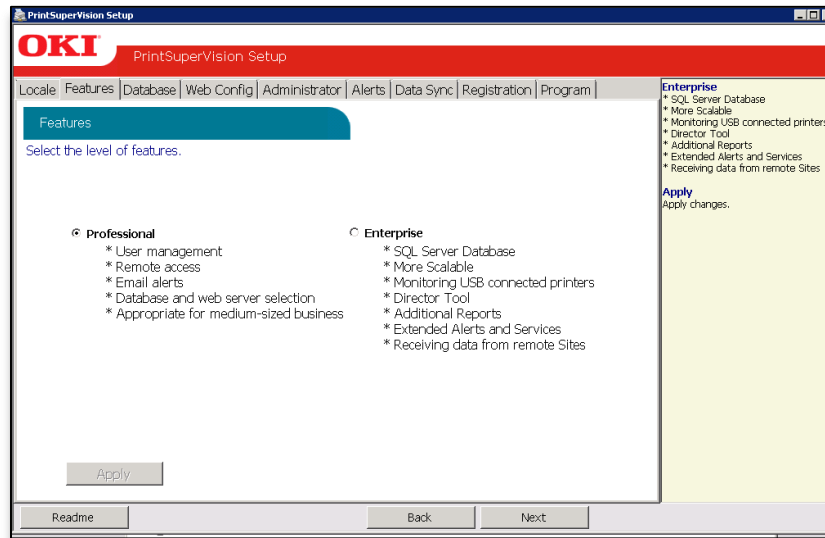 PrintSuperVision Setup
OKI
PrintSuperVision Setup
Locale Features Database Web Config Administrator Alerts Data Sync Registration Program
Features
Select the level of features.
Professional
* User management
* Remote access
* Email alerts
* Database and web server selection
* Appropriate for medium-sized business
Enterprise
* SQL Server Database
* More Scalable
* Monitoring USB connected printers
* Director Tool
* Additional Reports
* Extended Alerts and Services
* Receiving data from remote Sites
Apply
Readme Back Next
Enterprise
* SQL Server Database
* More Scalable
* Monitoring USB connected printers
* Director Tool
* Additional Reports
* Extended Alerts and Services
* Receiving data from remote Sites
Apply
Apply changes.